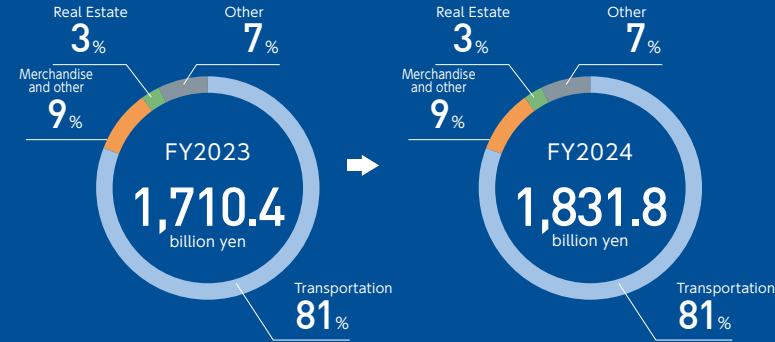 Real Estate
3%
Other
7%
Merchandise
and other
9%
FY2023
1,710.4
billion yen
Transportation
81%
Real Estate
3%
Other
7%
Merchandise
and other
9%
FY2024
1,831.8
billion yen
Transportation
81%